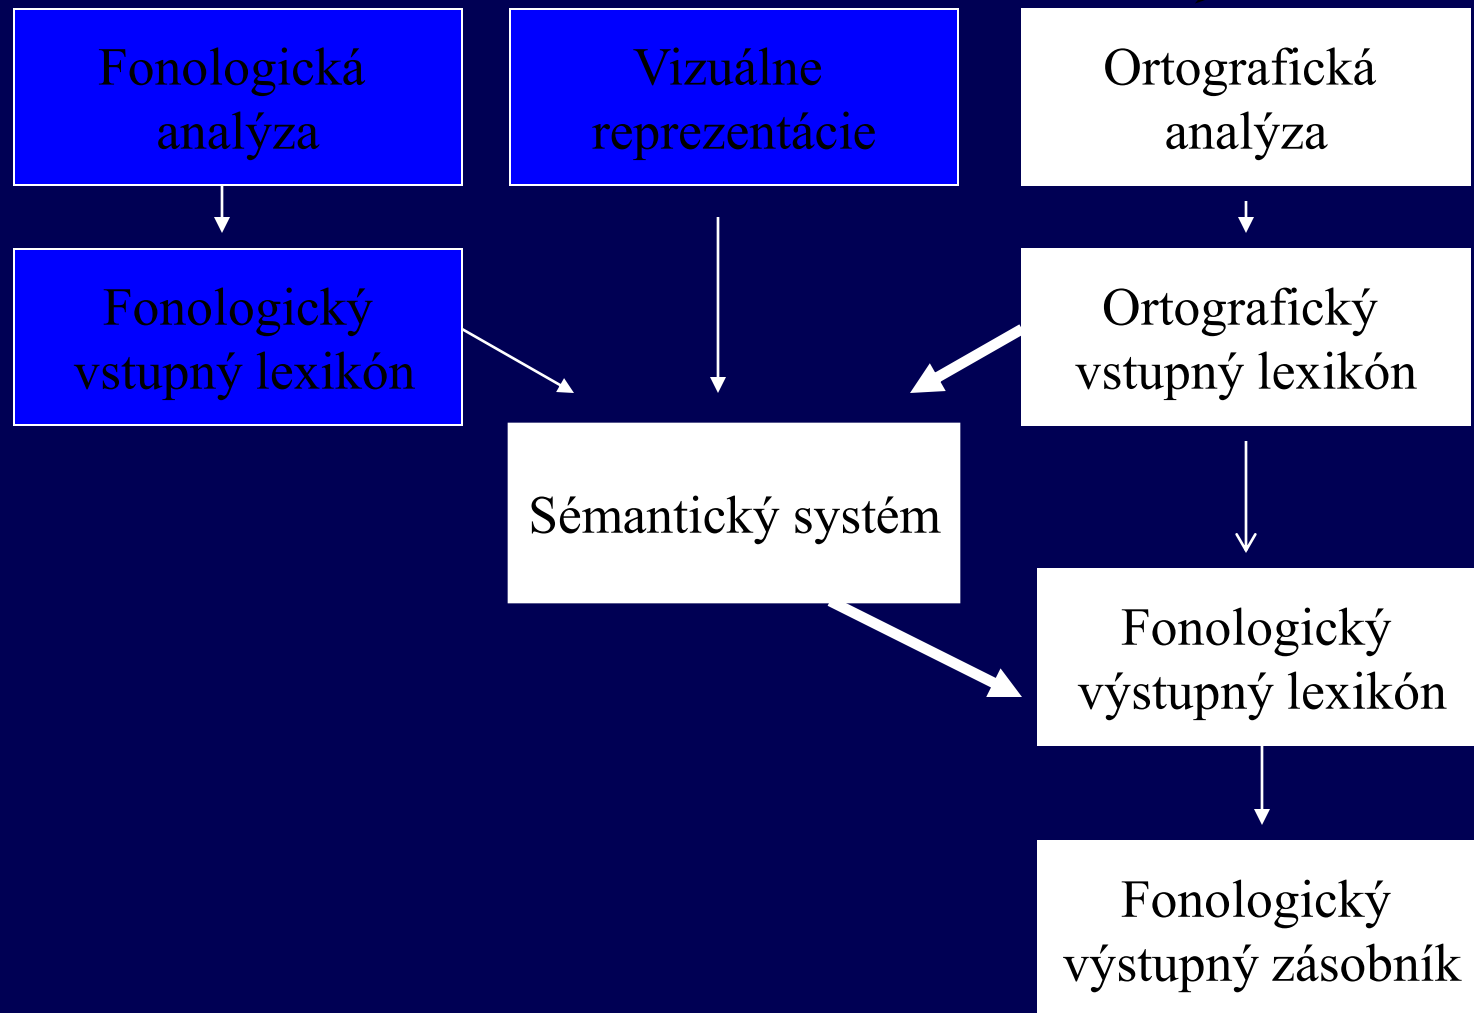 Fonologická
analýza
Vizuálne
reprezentácie
Ortografická
analýza
Fonologický
vstupný lexikón
Ortografický
vstupný lexikón
Sémantický systém
Fonologický
výstupný lexikón
Fonologický
výstupný zásobník